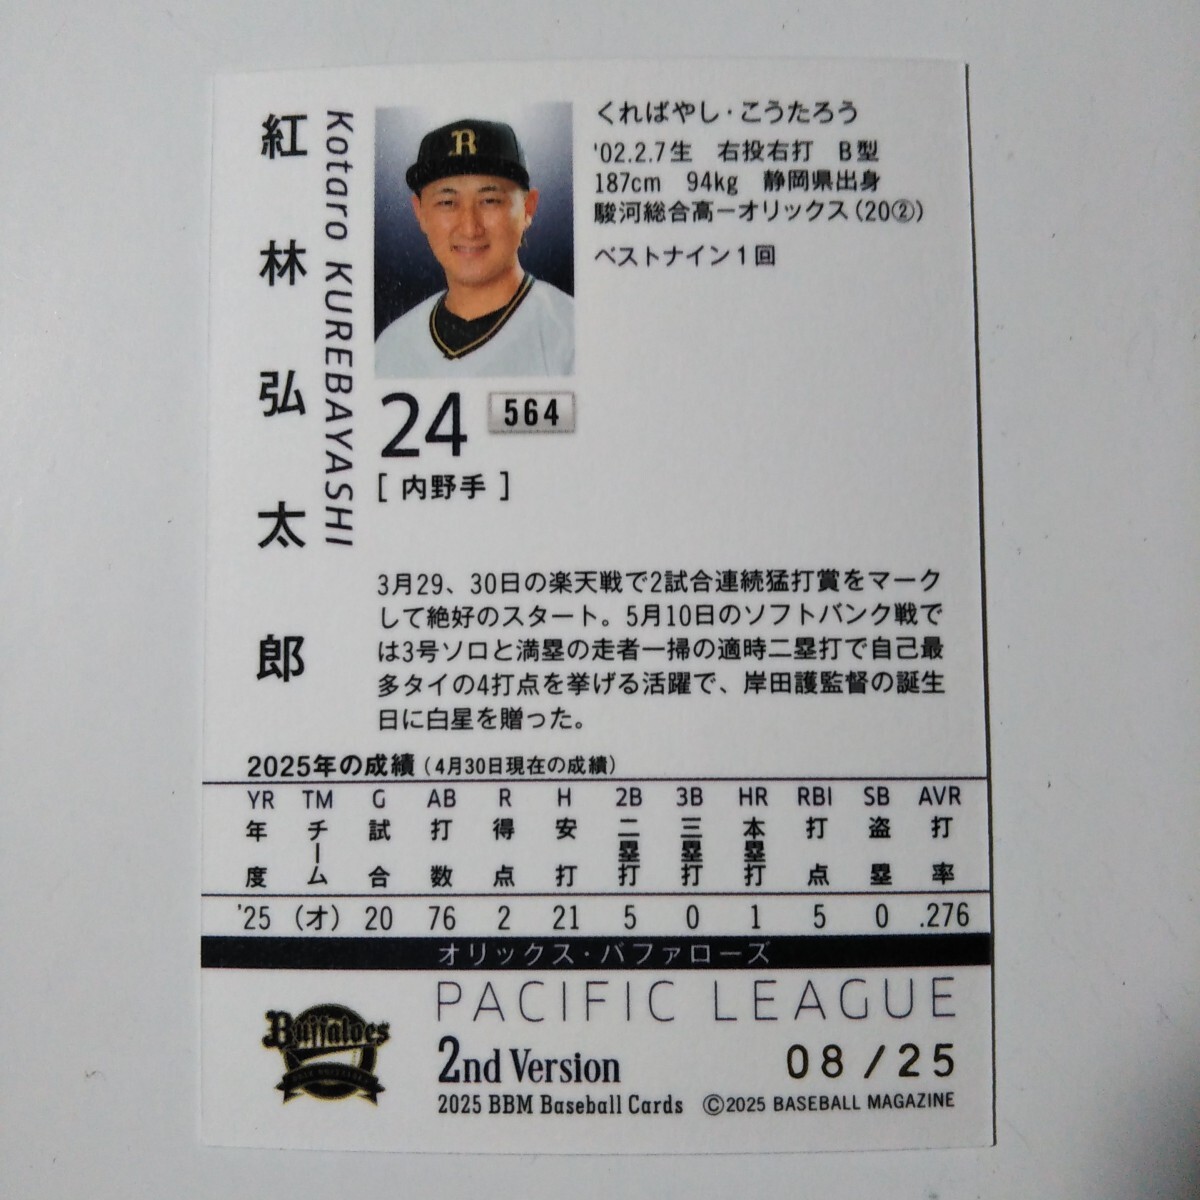 紅林弘太郎
Kotaro KUREBAYASHI
R
くればやし・こうたろう
'02.2.7生　右投右打　B型
187cm　94kg　静岡県出身
駿河総合高ーオリックス(20②)
ベストナイン1回
24
564
[ 内野手 ]
3月29、30日の楽天戦で2試合連続猛打賞をマーク
して絶好のスタート。5月10日のソフトバンク戦で
は3号ソロと満塁の走者一掃の適時二塁打で自己最
多タイの4打点を挙げる活躍で、岸田護監督の誕生
日に白星を贈った。
2025年の成績(4月30日現在の成績)
YR TM G AB R H 2B 3B HR RBI SB AVR
年度 チーム 試合 打数 得点 安打 二塁打 三塁打 本塁打 打点 盗塁 打率
'25 (オ) 20 76 2 21 5 0 1 5 0 .276
オリックス・バファローズ
PACIFIC LEAGUE
Buffaloes
2nd Version
08/25
2025 BBM Baseball Cards ©2025 BASEBALL MAGAZINE